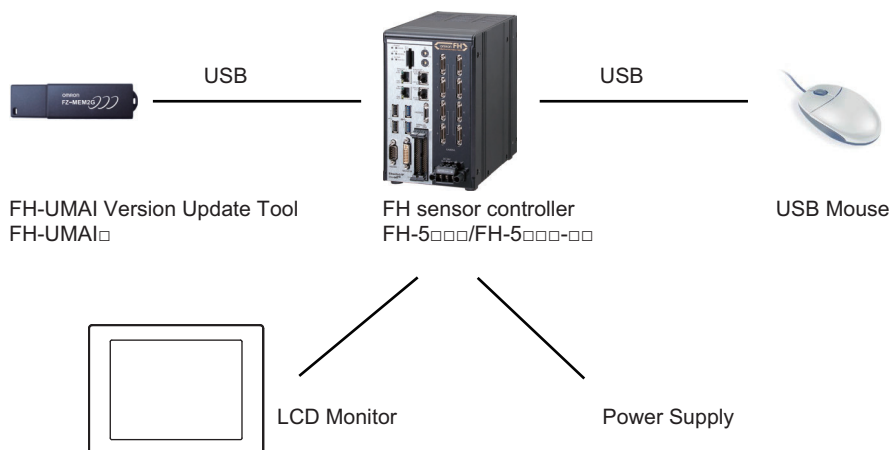 USB
USB
OMRON
FZ-MEM2G
FH
FH-UMAI Version Update Tool
FH-UMAI□
FH sensor controller
FH-5□□□/FH-5□□□-□□
USB Mouse
LCD Monitor
Power Supply